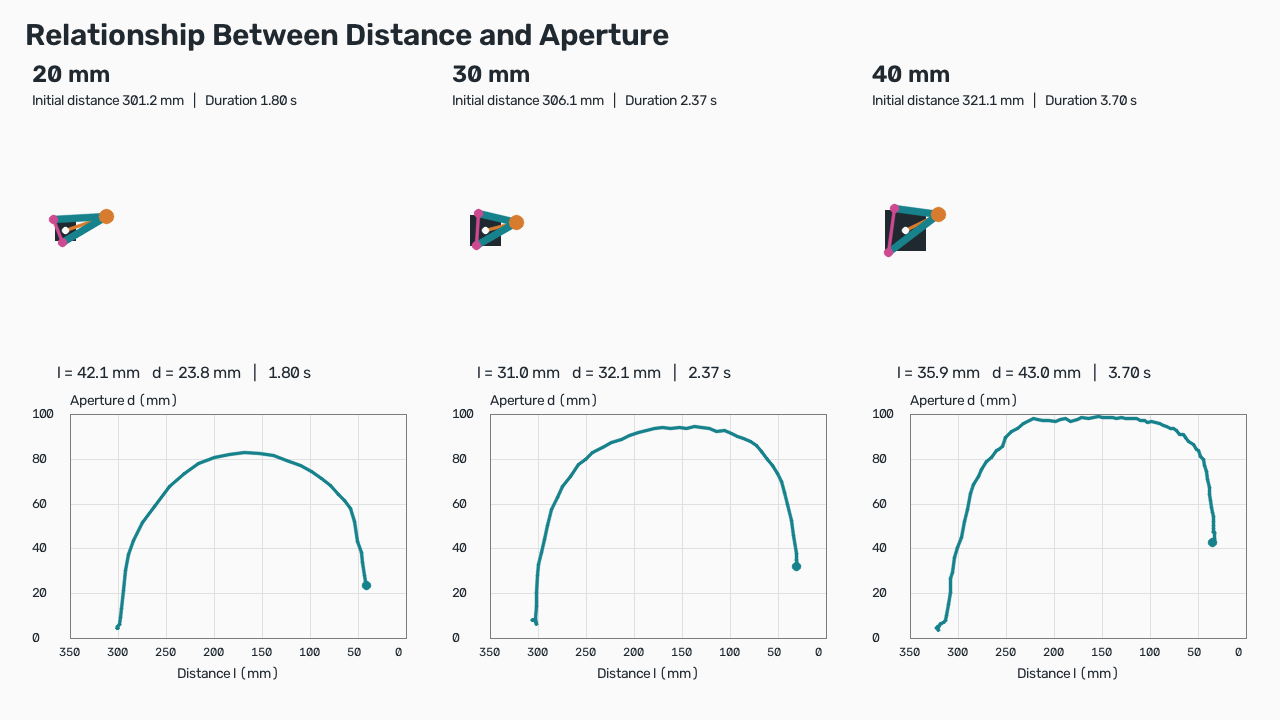 Relationship Between Distance and Aperture
20 mm
Initial distance 301.2 mm | Duration 1.80 s
30 mm
Initial distance 306.1 mm | Duration 2.37 s
40 mm
Initial distance 321.1 mm | Duration 3.70 s
l = 42.1 mm d = 23.8 mm | 1.80 s
l = 31.0 mm d = 32.1 mm | 2.37 s
l = 35.9 mm d = 43.0 mm | 3.70 s
Aperture d (mm)
100
80
60
40
20
0
350 300 250 200 150 100 50 0
Distance l (mm)
Aperture d (mm)
100
80
60
40
20
0
350 300 250 200 150 100 50 0
Distance l (mm)
Aperture d (mm)
100
80
60
40
20
0
350 300 250 200 150 100 50 0
Distance l (mm)